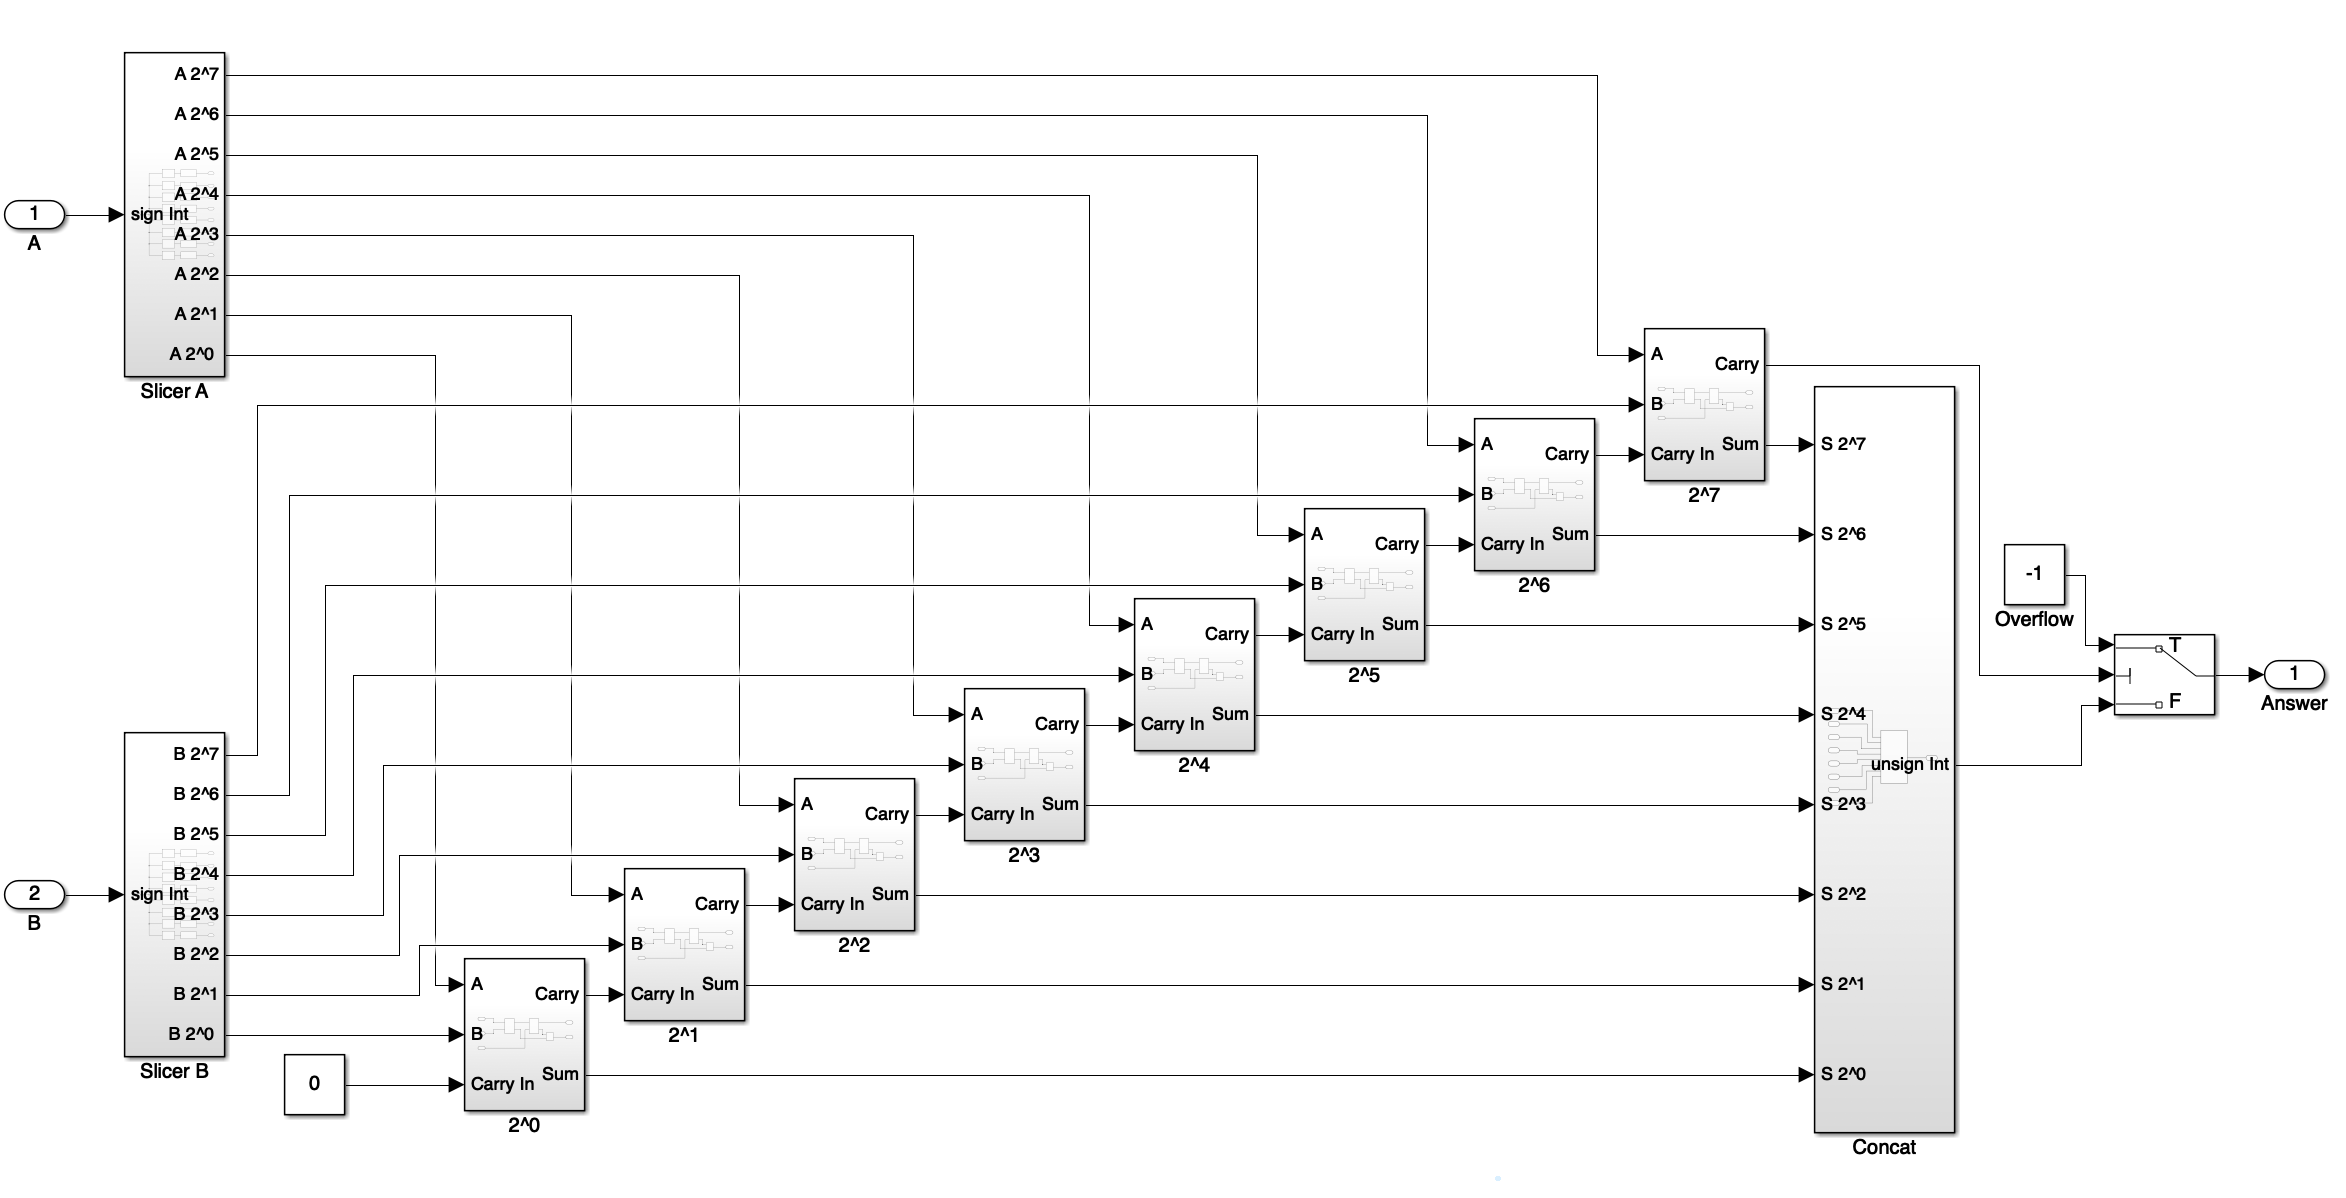 A 2^7
A 2^6
A 2^5
A 2^4
1
sign Int
A
A 2^3
A 2^2
A 2^1
A 2^0
Slicer A
A
Carry
B
Carry In
Sum
2^7
A
Carry
B
Carry In
Sum
2^6
A
Carry
B
Carry In
Sum
2^5
A
Carry
B
Carry In
Sum
2^4
A
Carry
B
Carry In
Sum
2^3
A
Carry
B
Carry In
Sum
2^2
A
Carry
B
Carry In
Sum
2^1
A
Carry
B
Carry In
Sum
2^0
B 2^7
B 2^6
B 2^5
B 2^4
2
sign Int
B
B 2^3
B 2^2
B 2^1
B 2^0
Slicer B
0
S 2^7
S 2^6
S 2^5
S 2^4
unsign Int
S 2^3
S 2^2
S 2^1
S 2^0
Concat
-1
Overflow
T
F
1
Answer